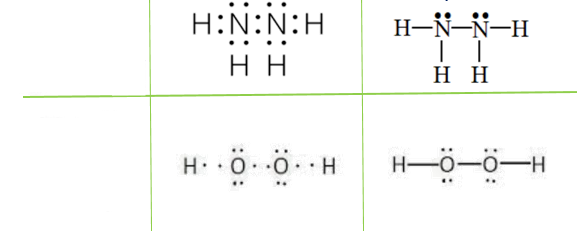 H:N:N:H
H H
H—N—N—H
H H
H· ·O· ·O· ·H
H—O—O—H